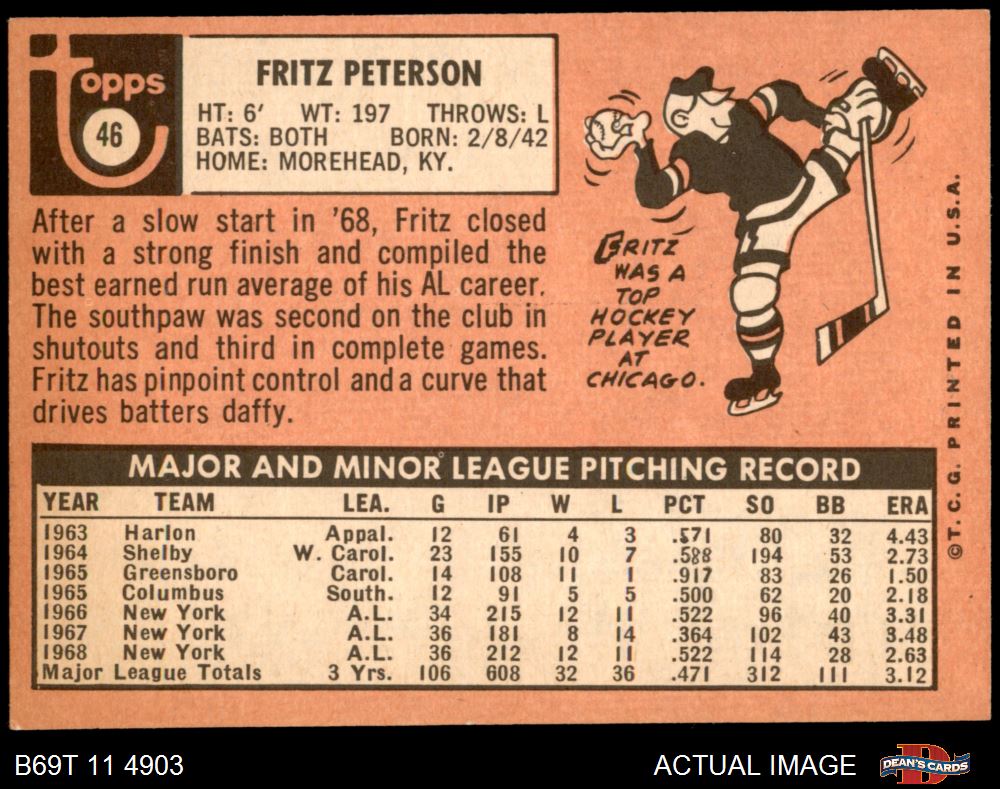 Topps
46
FRITZ PETERSON
HT: 6' WT: 197 THROWS: L
BATS: BOTH BORN: 2/8/42
HOME: MOREHEAD, KY.
After a slow start in '68, Fritz closed
with a strong finish and compiled the
best earned run average of his AL career.
The southpaw was second on the club in
shutouts and third in complete games.
Fritz has pinpoint control and a curve that
drives batters daffy.
FRITZ
WAS A
TOP
HOCKEY
PLAYER
AT
CHICAGO.
©T. C. G. PRINTED IN U.S.A.
MAJOR AND MINOR LEAGUE PITCHING RECORD
YEAR TEAM LEA. G IP W L PCT SO BB ERA
1963 Harlon Appal. 12 61 4 3 .571 80 32 4.43
1964 Shelby W. Carol. 23 155 10 7 .588 194 53 2.73
1965 Greensboro Carol. 14 108 11 1 .917 83 26 1.50
1965 Columbus South. 12 91 5 5 .500 62 20 2.18
1966 New York A.L. 34 215 12 11 .522 96 40 3.31
1967 New York A.L. 36 181 8 14 .364 102 43 3.48
1968 New York A.L. 36 212 12 11 .522 114 28 2.63
Major League Totals 3 Yrs. 106 608 32 36 .471 312 111 3.12
B69T 11 4903 ACTUAL IMAGE
DEAN'S CARDS